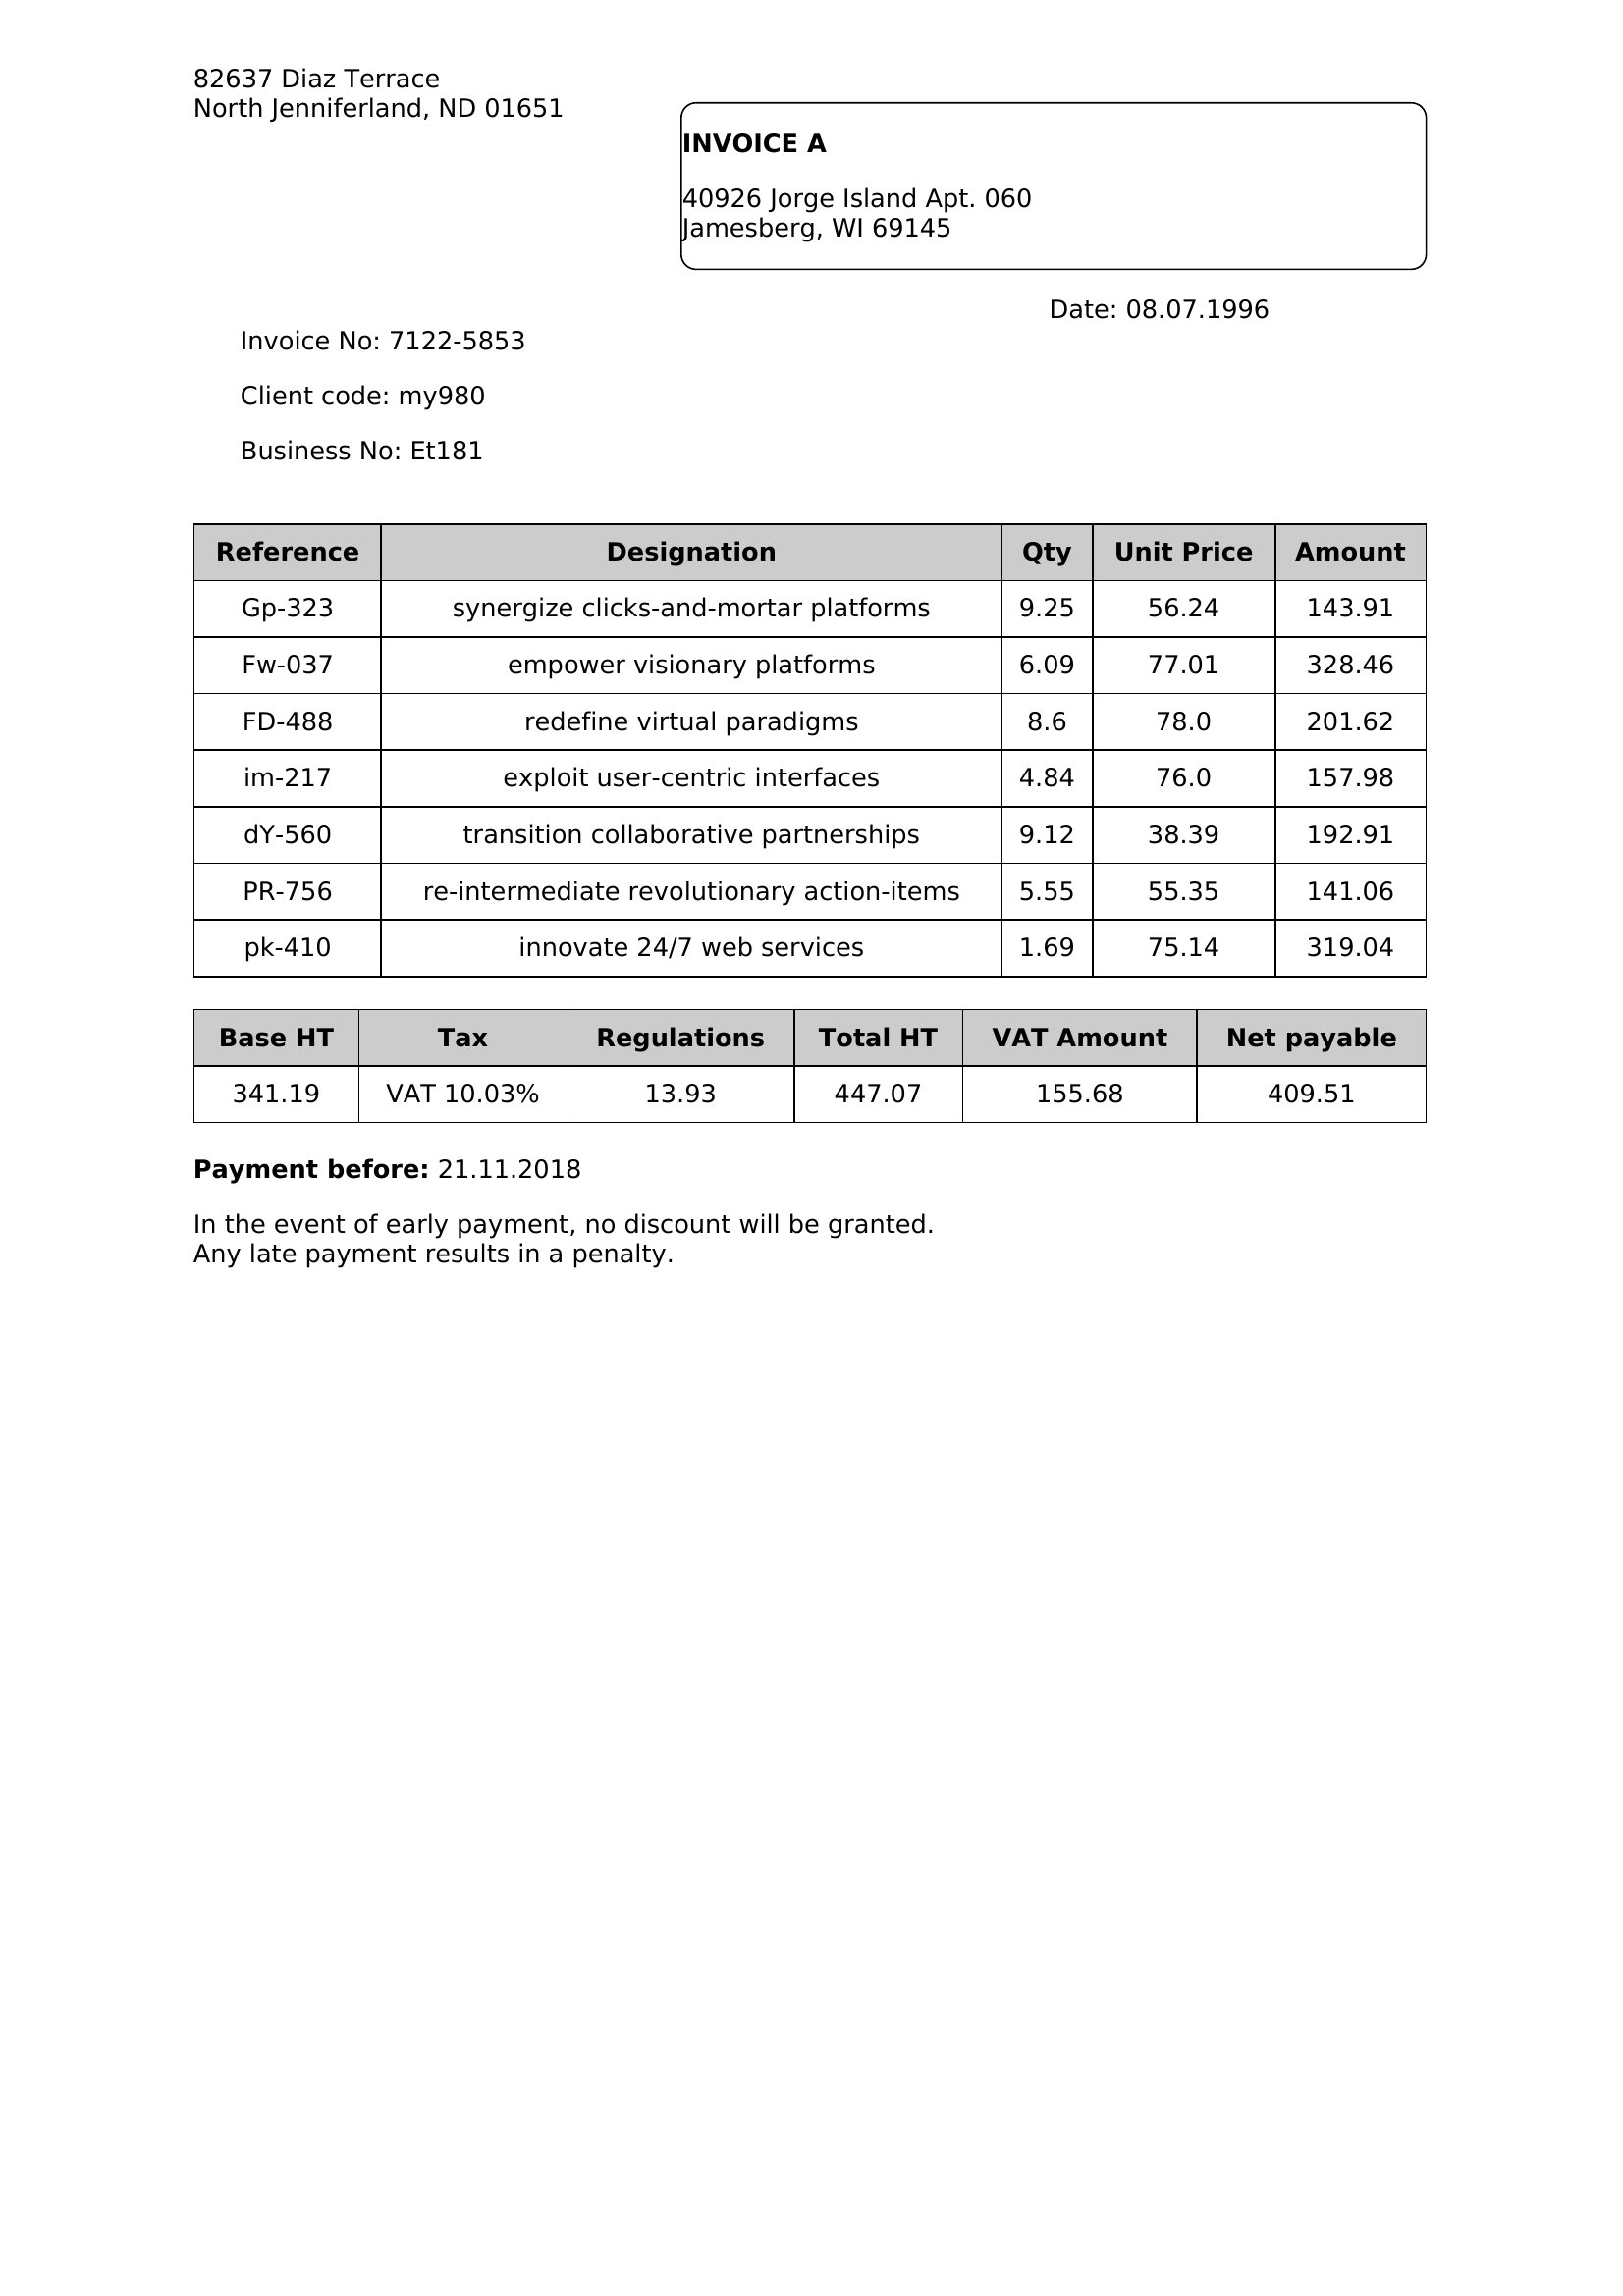 82637 Diaz Terrace
North Jenniferland, ND 01651
INVOICE A
40926 Jorge Island Apt. 060
Jamesberg, WI 69145
Date: 08.07.1996
Invoice No: 7122-5853
Client code: my980
Business No: Et181
Reference Designation Qty Unit Price Amount
Gp-323 synergize clicks-and-mortar platforms 9.25 56.24 143.91
Fw-037 empower visionary platforms 6.09 77.01 328.46
FD-488 redefine virtual paradigms 8.6 78.0 201.62
im-217 exploit user-centric interfaces 4.84 76.0 157.98
dY-560 transition collaborative partnerships 9.12 38.39 192.91
PR-756 re-intermediate revolutionary action-items 5.55 55.35 141.06
pk-410 innovate 24/7 web services 1.69 75.14 319.04
Base HT Tax Regulations Total HT VAT Amount Net payable
341.19 VAT 10.03% 13.93 447.07 155.68 409.51
Payment before: 21.11.2018
In the event of early payment, no discount will be granted.
Any late payment results in a penalty.